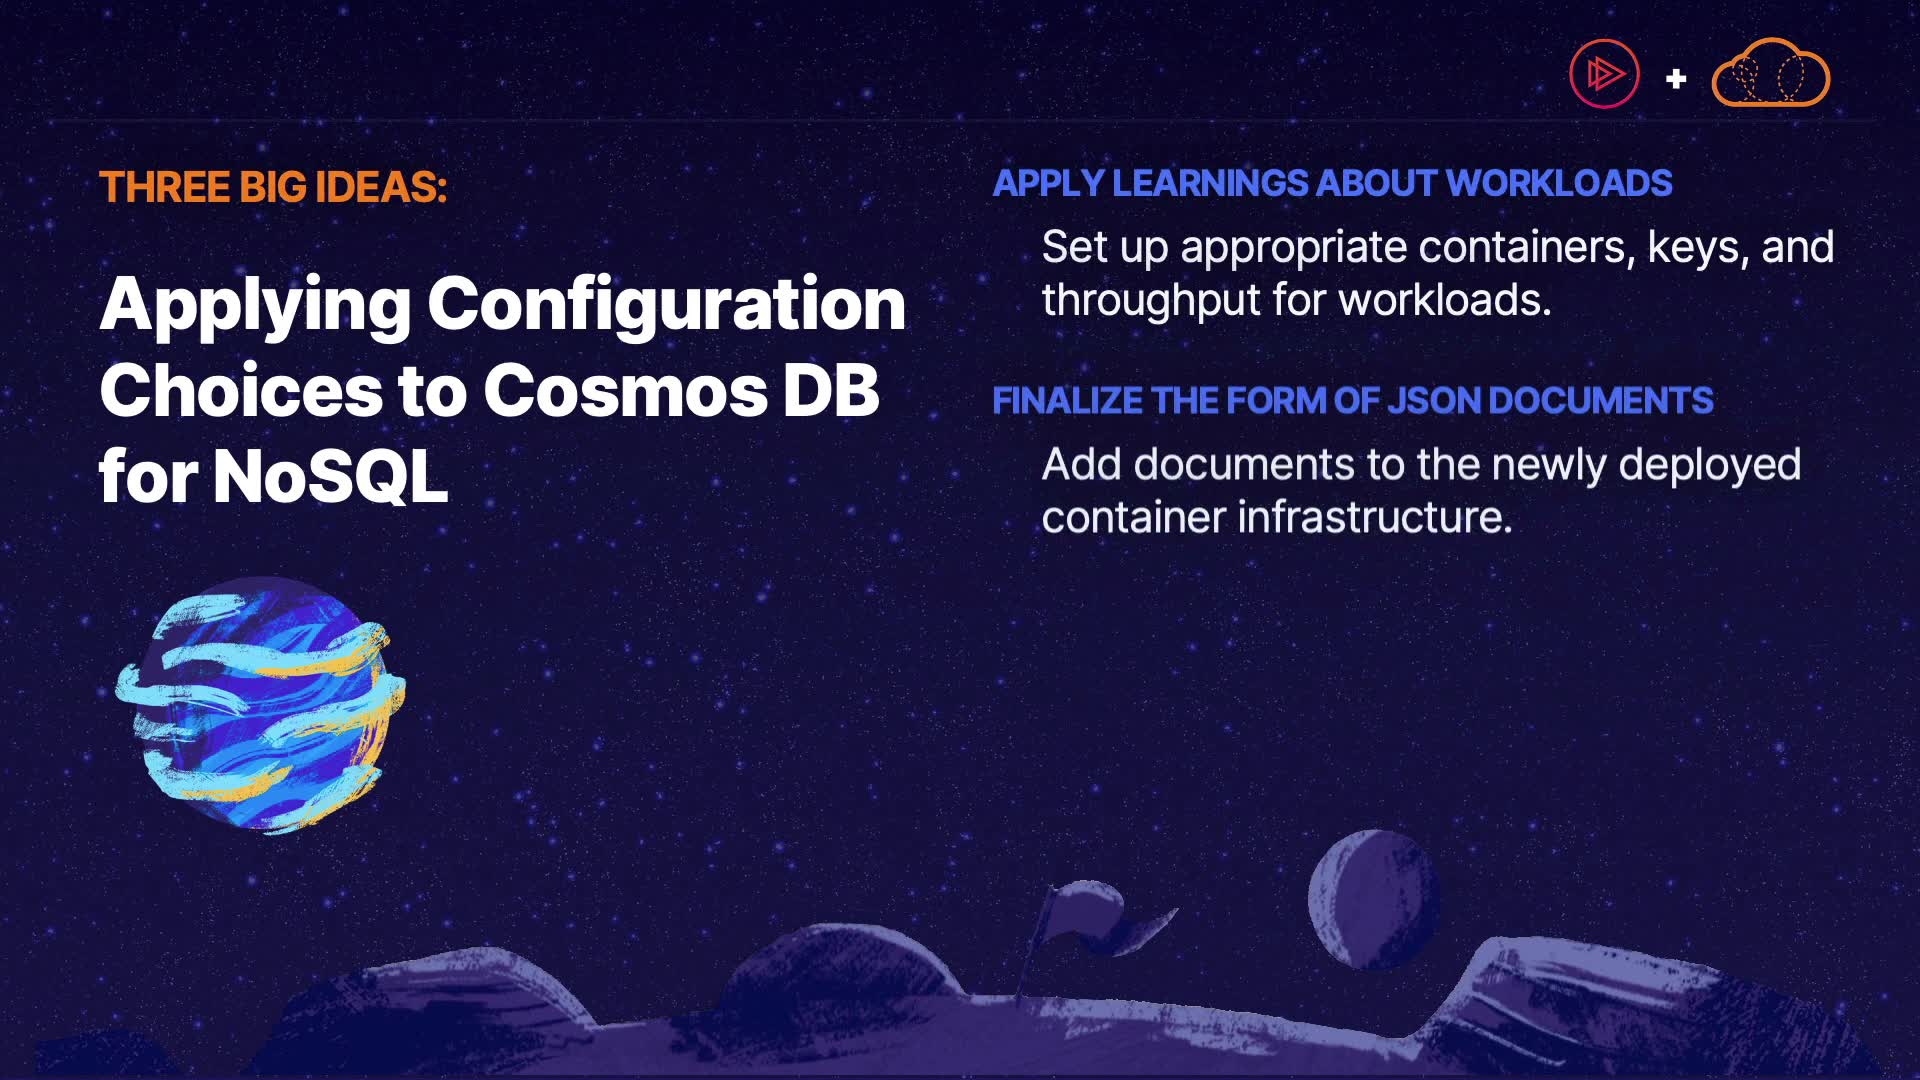 THREE BIG IDEAS:
Applying Configuration
Choices to Cosmos DB
for NoSQL
APPLY LEARNINGS ABOUT WORKLOADS
Set up appropriate containers, keys, and
throughput for workloads.
FINALIZE THE FORM OF JSON DOCUMENTS
Add documents to the newly deployed
container infrastructure.